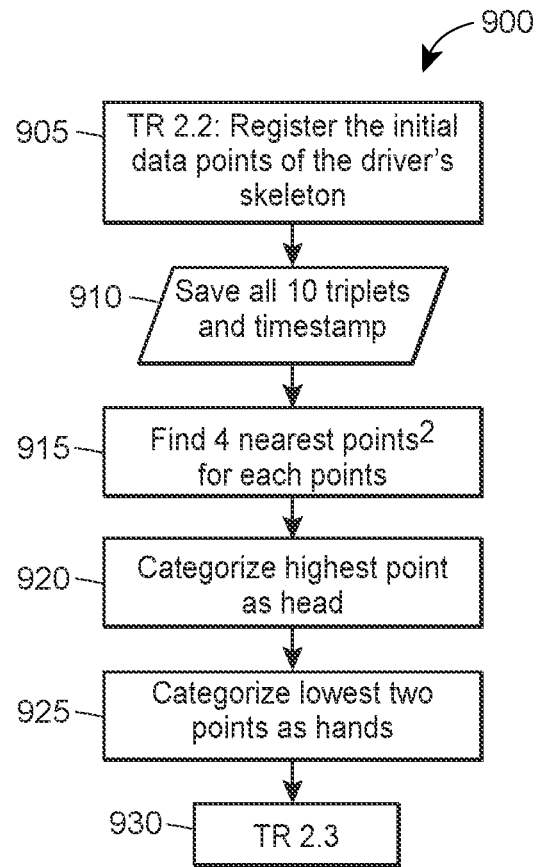 900
905
TR 2.2: Register the initial
data points of the driver's
skeleton
910
Save all 10 triplets
and timestamp
915
Find 4 nearest points2
for each points
920
Categorize highest point
as head
925
Categorize lowest two
points as hands
930
TR 2.3